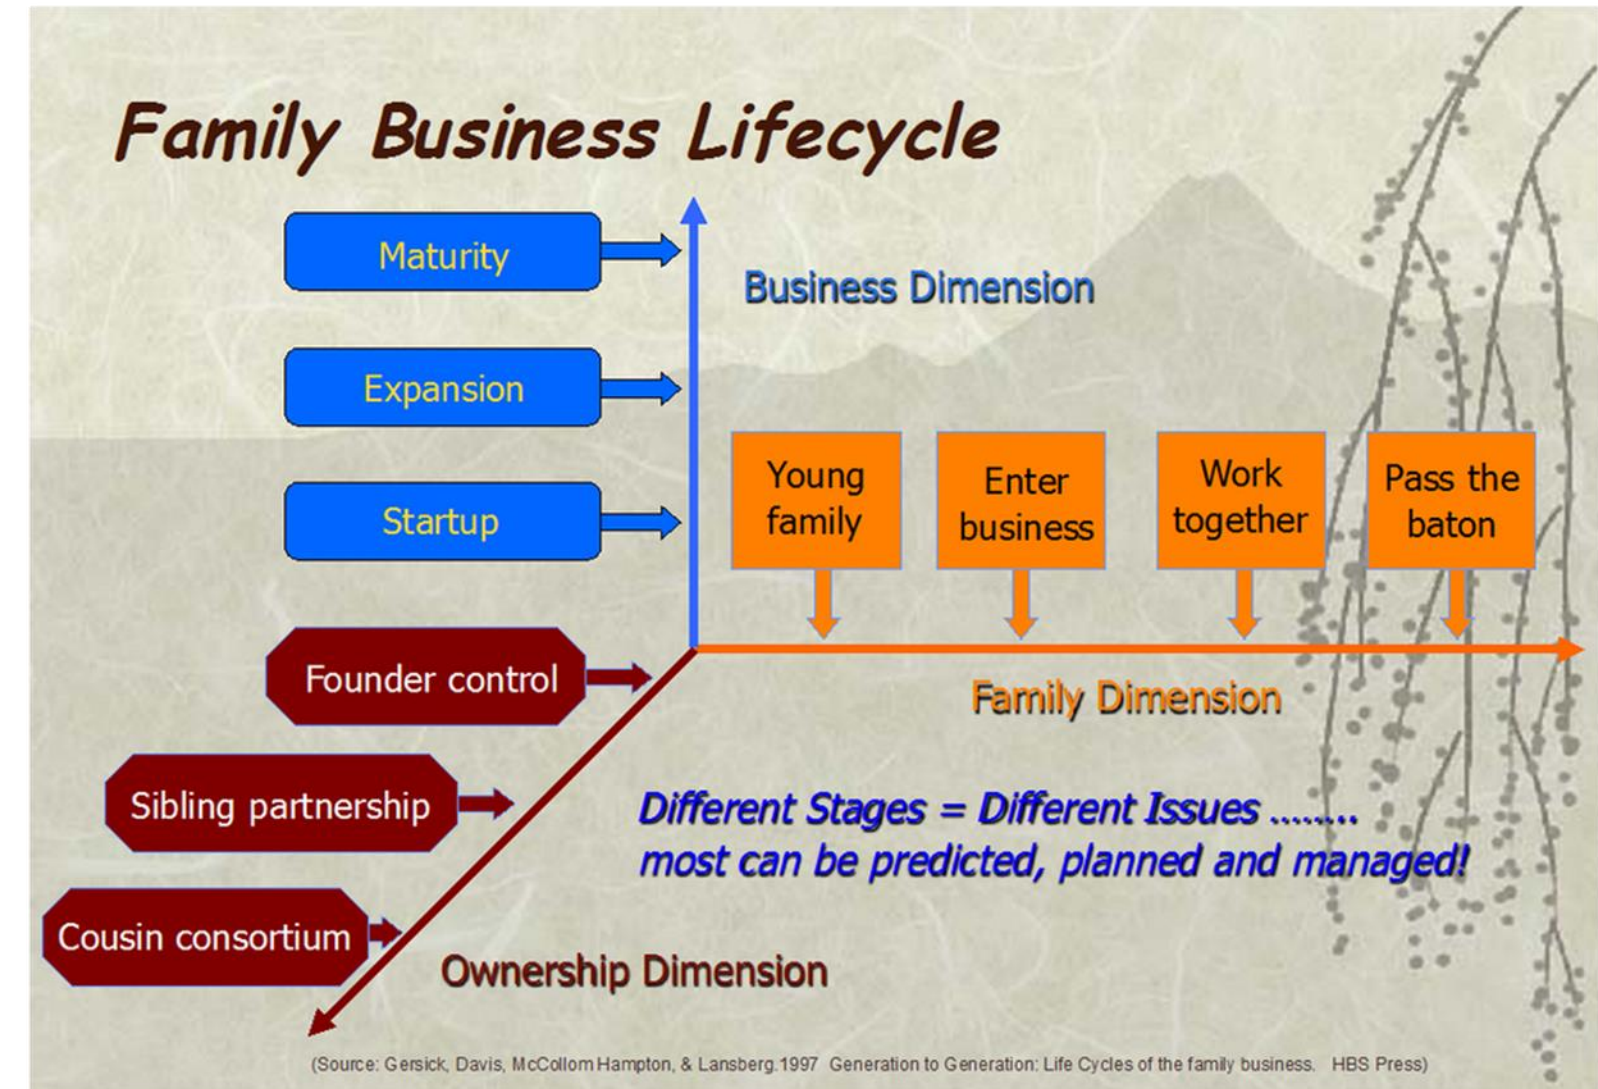 Family Business Lifecycle
Maturity
Business Dimension
Expansion
Startup
Young
family
Enter
business
Work
together
Pass the
baton
Founder control
Family Dimension
Sibling partnership
Different Stages = Different Issues ........
most can be predicted, planned and managed!
Cousin consortium
Ownership Dimension
(Source: Gersick, Davis, McCollom Hampton, & Lansberg.1997 Generation to Generation: Life Cycles of the family business. HBS Press)